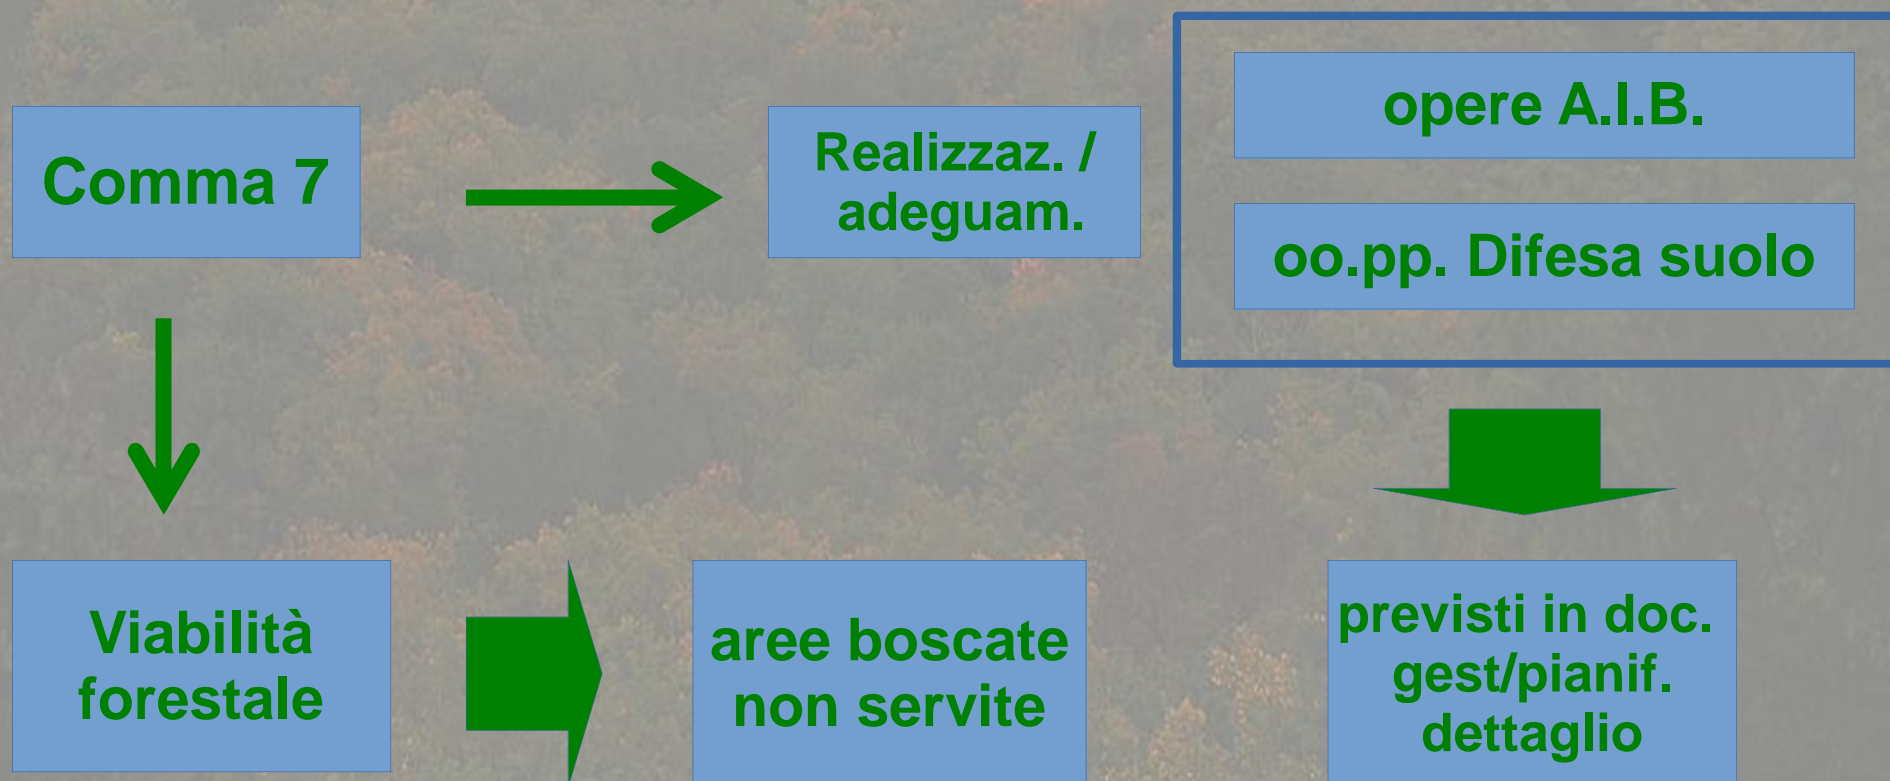 Comma 7
Realizzaz. /
adeguam.
opere A.I.B.
oo.pp. Difesa suolo
Viabilità
forestale
aree boscate
non servite
previsti in doc.
gest/pianif.
dettaglio